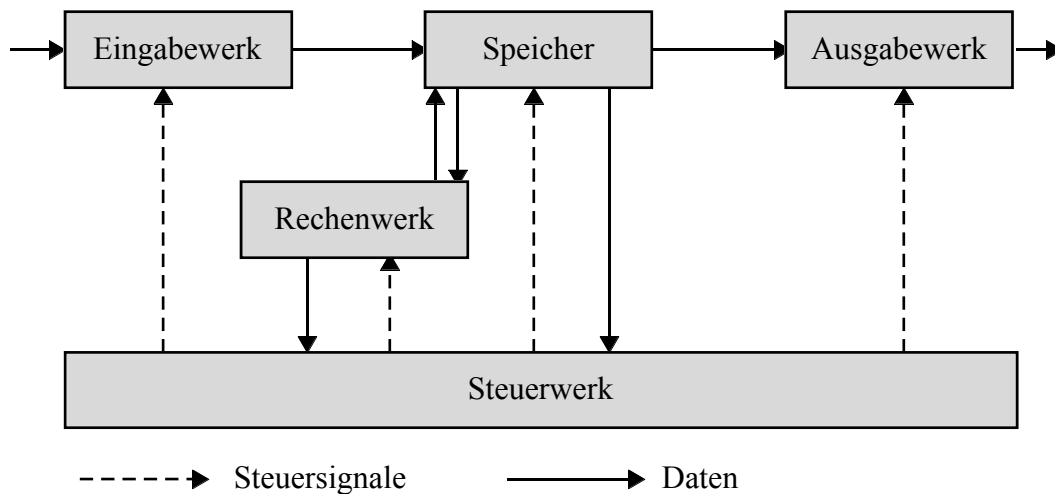 Eingabewerk
Speicher
Ausgabewerk
Rechenwerk
Steuerwerk
Steuersignale
Daten